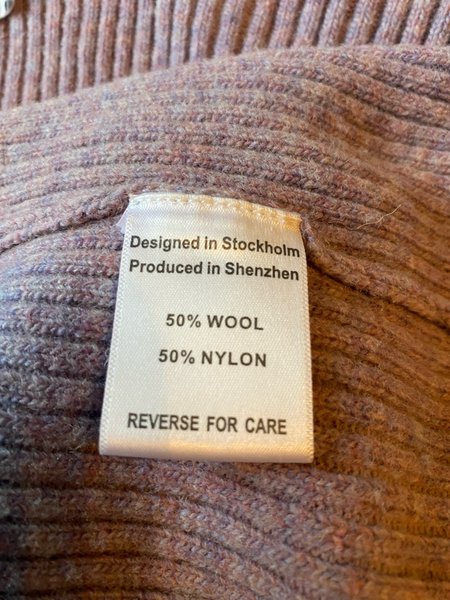 Designed in Stockholm
Produced in Shenzhen
50% WOOL
50% NYLON
REVERSE FOR CARE